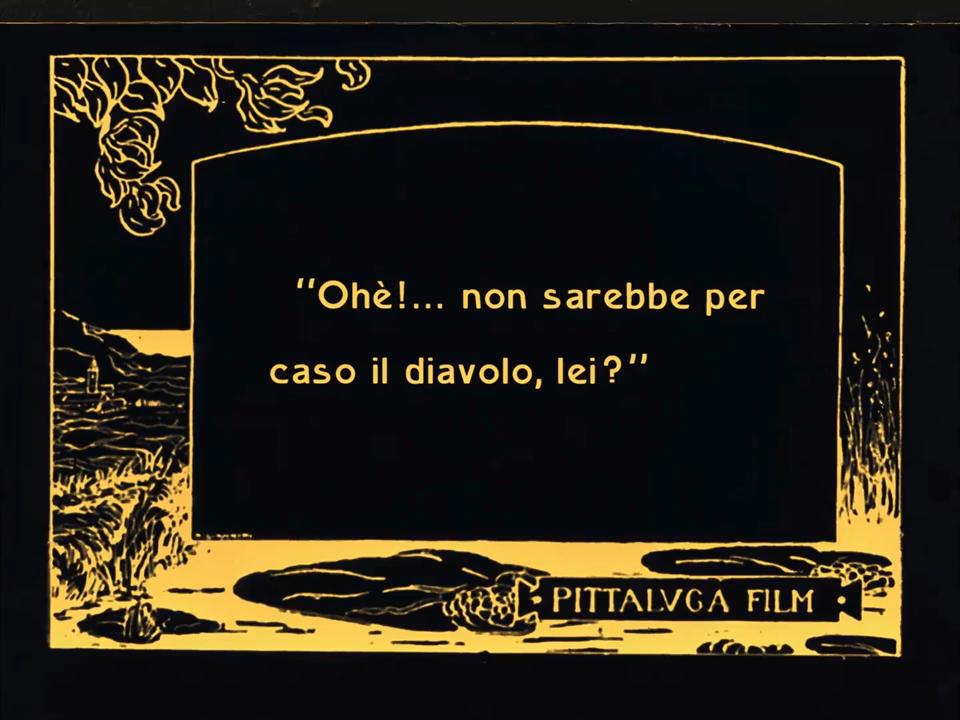 "Ohè!... non sarebbe per
caso il diavolo, lei?"
PITTALVGA FILM